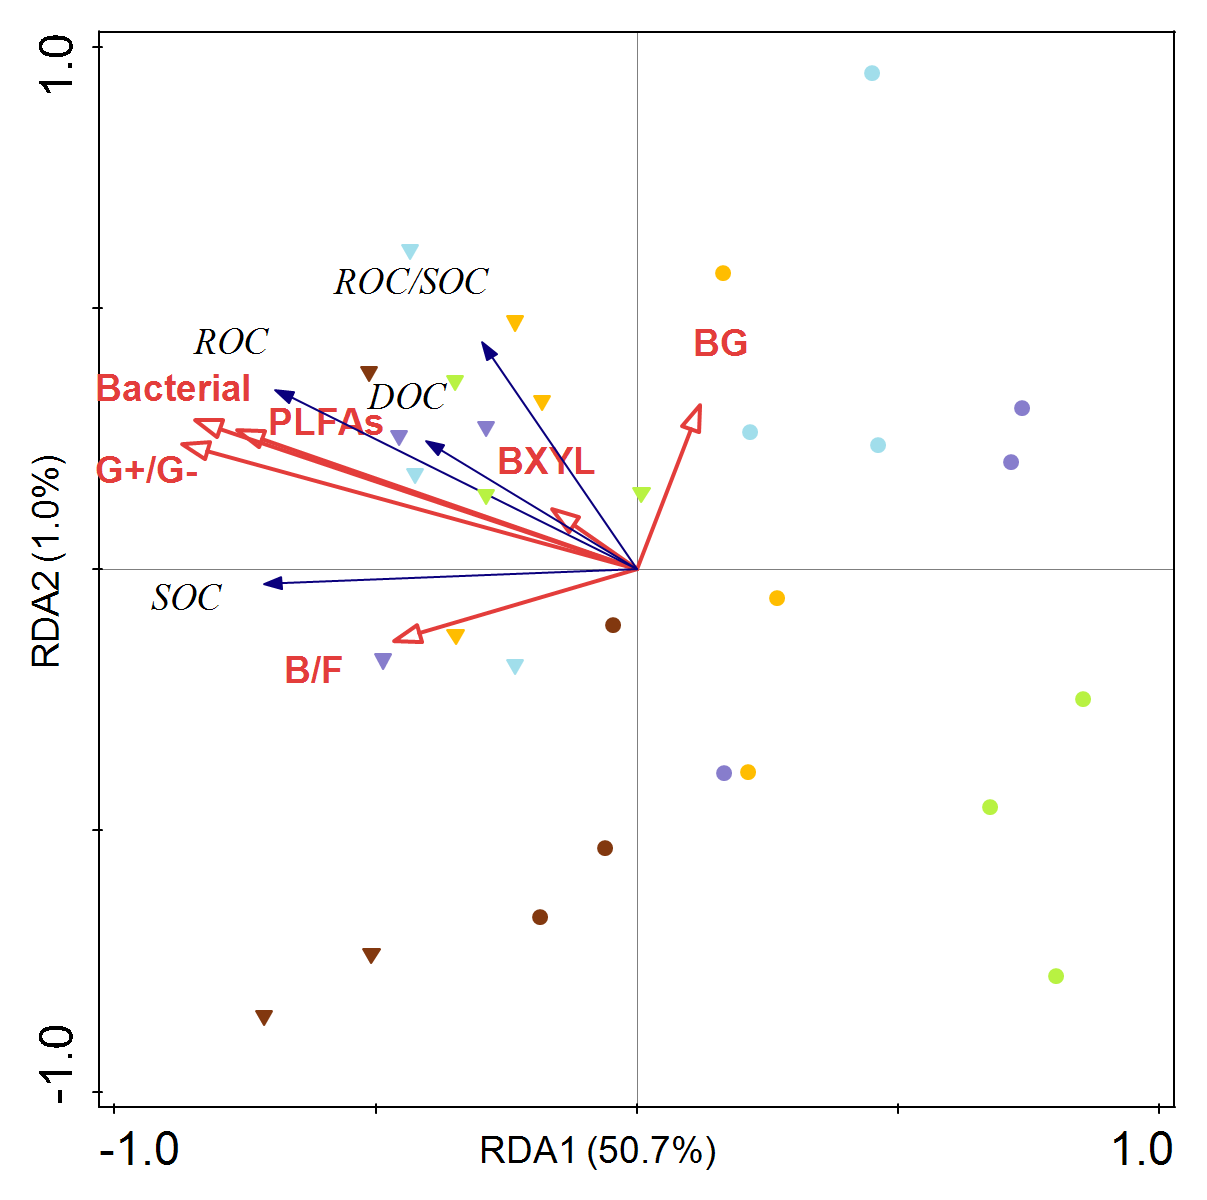 1.0
ROC/SOC
ROC
BG
Bacterial
DOC
PLFAs
BXYL
G+/G-
RDA2 (1.0%)
SOC
B/F
-1.0
-1.0
RDA1 (50.7%)
1.0